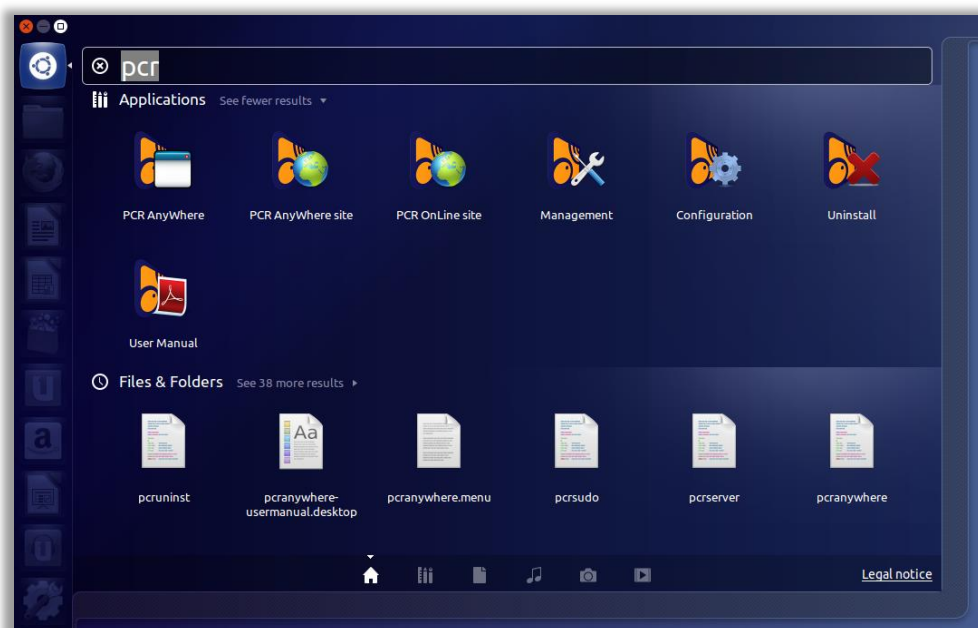 pcr
Applications See fewer results
PCR AnyWhere PCR AnyWhere site PCR OnLine site Management Configuration Uninstall
User Manual
Files & Folders See 38 more results
Aa
pcruninst pcranywhere-usermanual.desktop pcranywhere.menu pcrsudo pcrserver pcranywhere
u
a
u
Legal notice